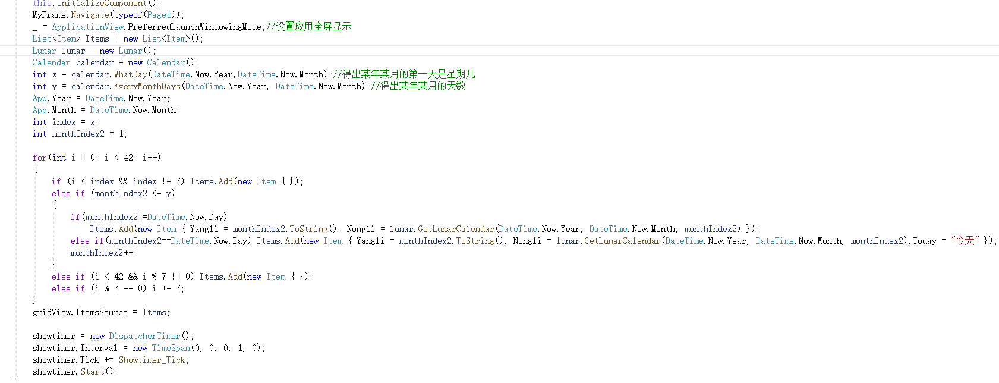 this.InitializeComponent();
MyFrame.Navigate(typeof(Page1));
_ = ApplicationView.PreferredLaunchWindowingMode;//设置应用全屏显示
List<Item> Items = new List<Item>();
Lunar lunar = new Lunar();
Calendar calendar = new Calendar();
int x = calendar.WhatDay(DateTime.Now.Year,DateTime.Now.Month);//得出某年某月的第一天是星期几
int y = calendar.EveryMonthDays(DateTime.Now.Year, DateTime.Now.Month);//得出某年某月的天数
App.Year = DateTime.Now.Year;
App.Month = DateTime.Now.Month;
int index = x;
int monthIndex2 = 1;
for(int i = 0; i < 42; i++)
{
if (i < index && index != 7) Items.Add(new Item { });
else if (monthIndex2 <= y)
{
if(monthIndex2!=DateTime.Now.Day)
Items.Add(new Item { Yangli = monthIndex2.ToString(), Nongli = lunar.GetLunarCalendar(DateTime.Now.Year, DateTime.Now.Month, monthIndex2) });
else if(monthIndex2==DateTime.Now.Day) Items.Add(new Item { Yangli = monthIndex2.ToString(), Nongli = lunar.GetLunarCalendar(DateTime.Now.Year, DateTime.Now.Month, monthIndex2),Today = "今天" });
monthIndex2++;
}
else if (i < 42 && i % 7 != 0) Items.Add(new Item { });
else if (i % 7 == 0) i += 7;
}
gridView.ItemsSource = Items;
showtimer = new DispatcherTimer();
showtimer.Interval = new TimeSpan(0, 0, 0, 1, 0);
showtimer.Tick += Showtimer_Tick;
showtimer.Start();